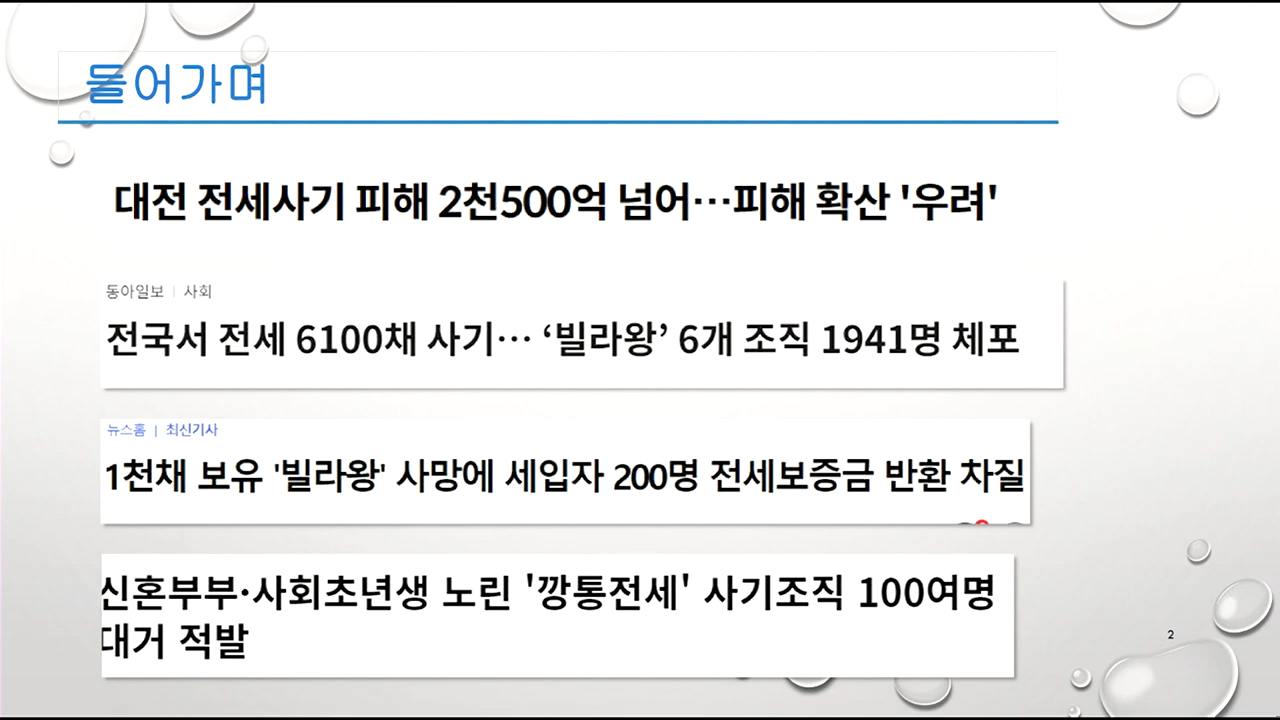 들어가며
대전 전세사기 피해 2천500억 넘어…피해 확산 '우려'
동아일보 | 사회
전국서 전세 6100채 사기… ‘빌라왕’ 6개 조직 1941명 체포
뉴스홈 | 최신기사
1천채 보유 '빌라왕' 사망에 세입자 200명 전세보증금 반환 차질
신혼부부·사회초년생 노린 '깡통전세' 사기조직 100여명
대거 적발
2